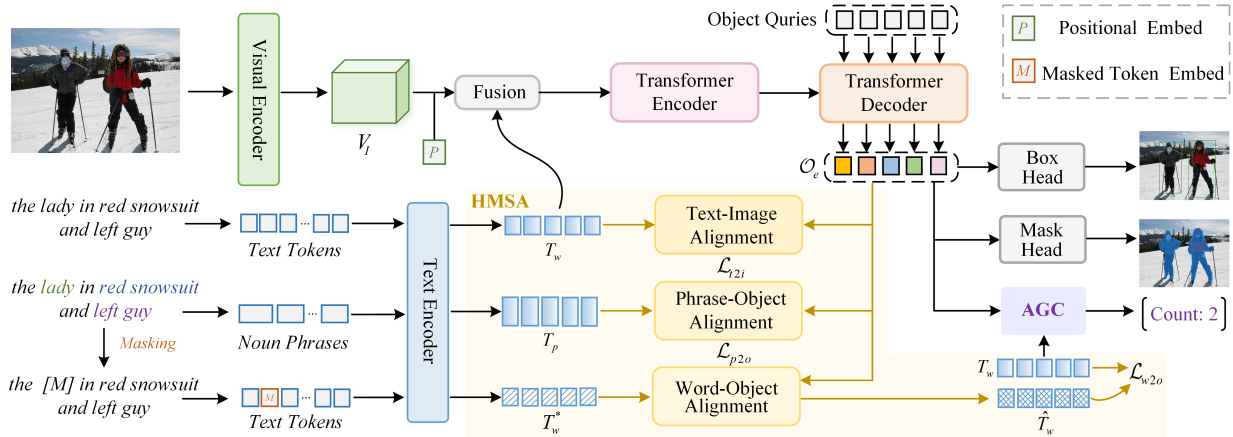 Object Quries
P Positional Embed
M Masked Token Embed
Visual Encoder
V_I
P
Fusion
Transformer
Encoder
Transformer
Decoder
𝒪_e
Box
Head
Mask
Head
AGC
Count: 2
HMSA
the lady in red snowsuit
and left guy
Text Tokens
Text Encoder
T_w
Text-Image
Alignment
ℒ_t2i
the lady in red snowsuit
and left guy
Masking
Noun Phrases
T_p
Phrase-Object
Alignment
ℒ_p2o
the [M] in red snowsuit
and left guy
M
Text Tokens
T_w^*
Word-Object
Alignment
T_w
T̂_w
ℒ_w2o